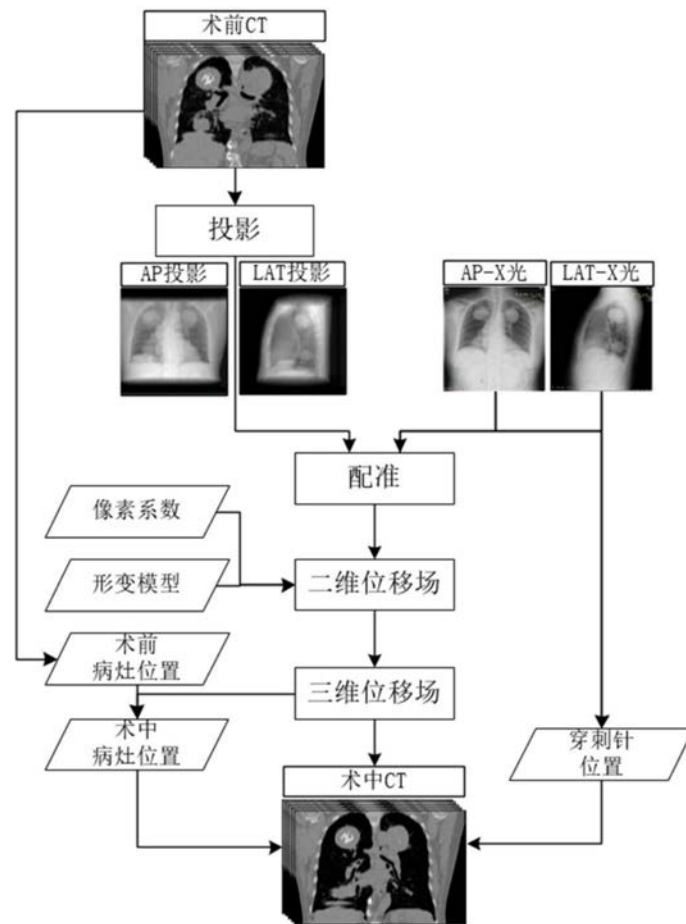 术前CT
投影
AP投影
LAT投影
AP-X光
LAT-X光
配准
像素系数
形变模型
二维位移场
术前
病灶位置
三维位移场
术中
病灶位置
穿刺针
位置
术中CT